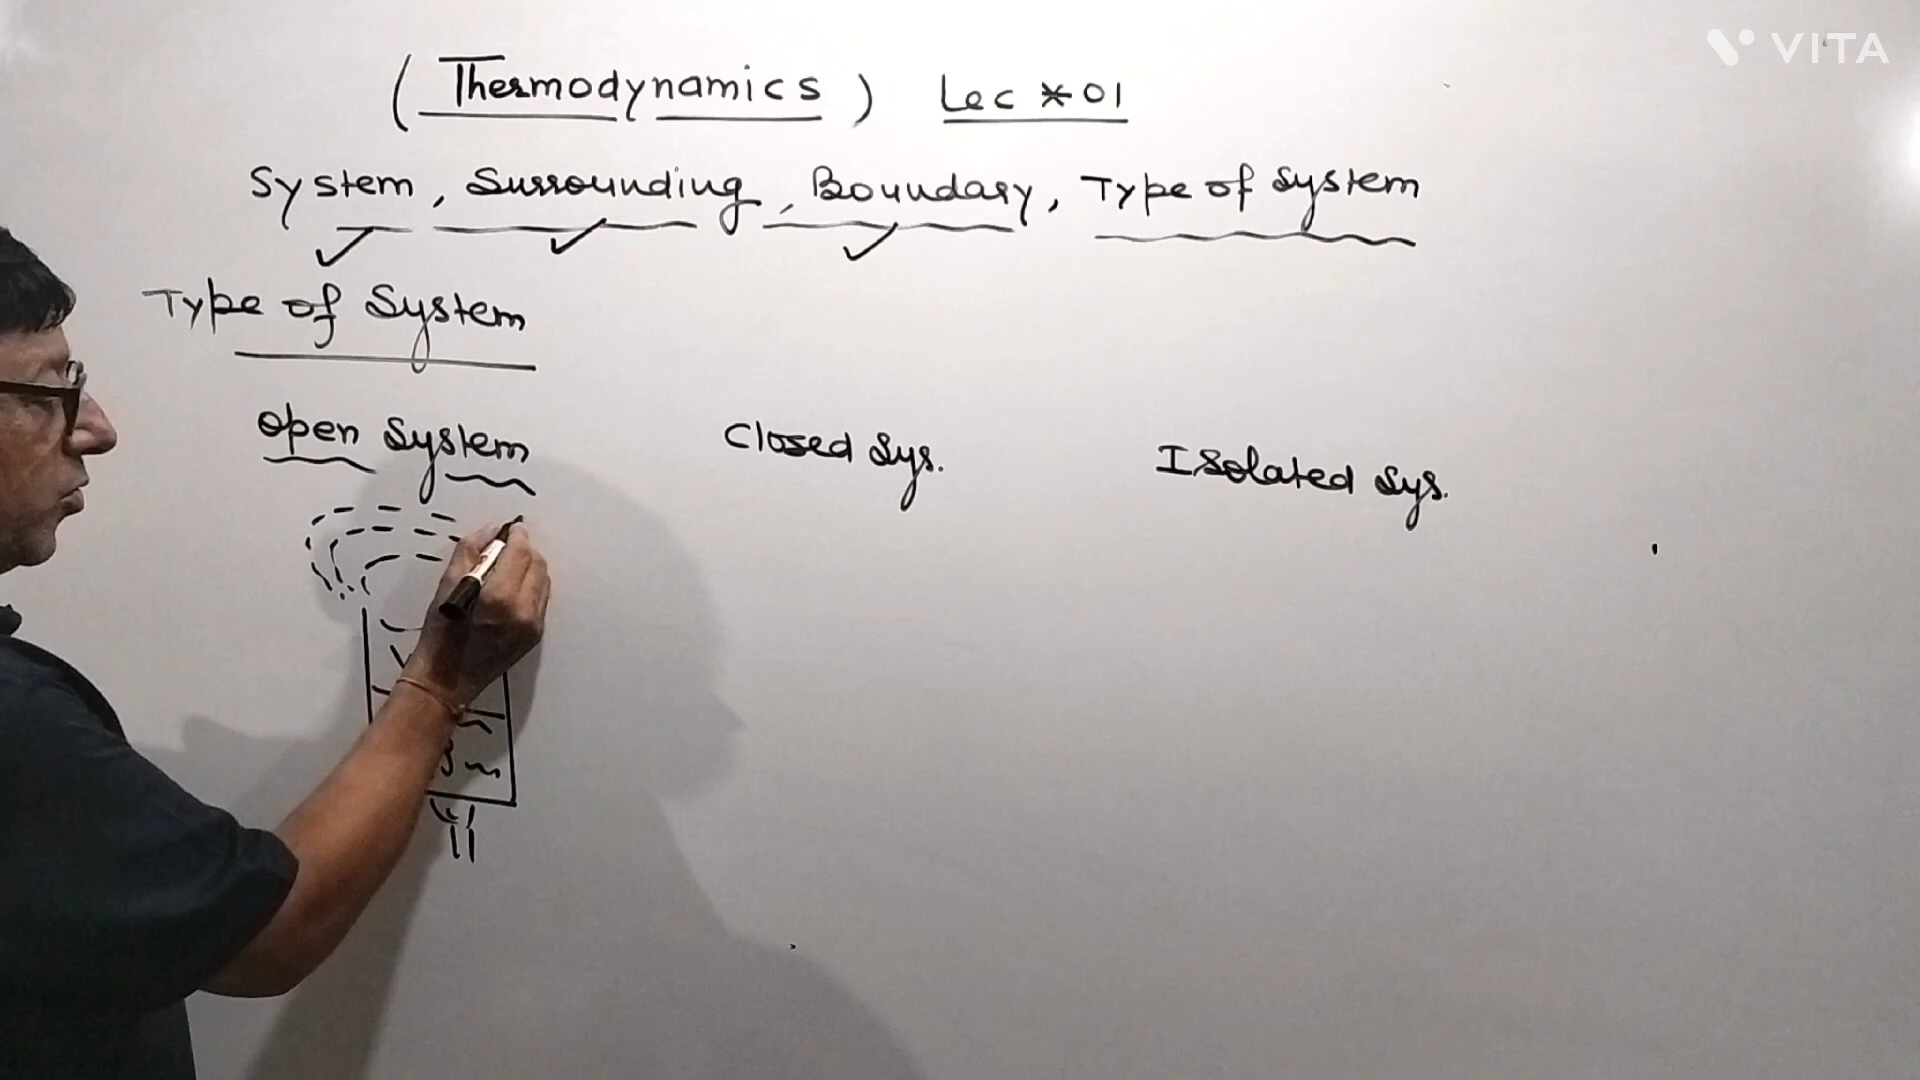 VITA
(Thermodynamics) Lec * 01
System, Surrounding, Boundary, Type of System
Type of System
Open System
Closed Sys.
Isolated Sys.